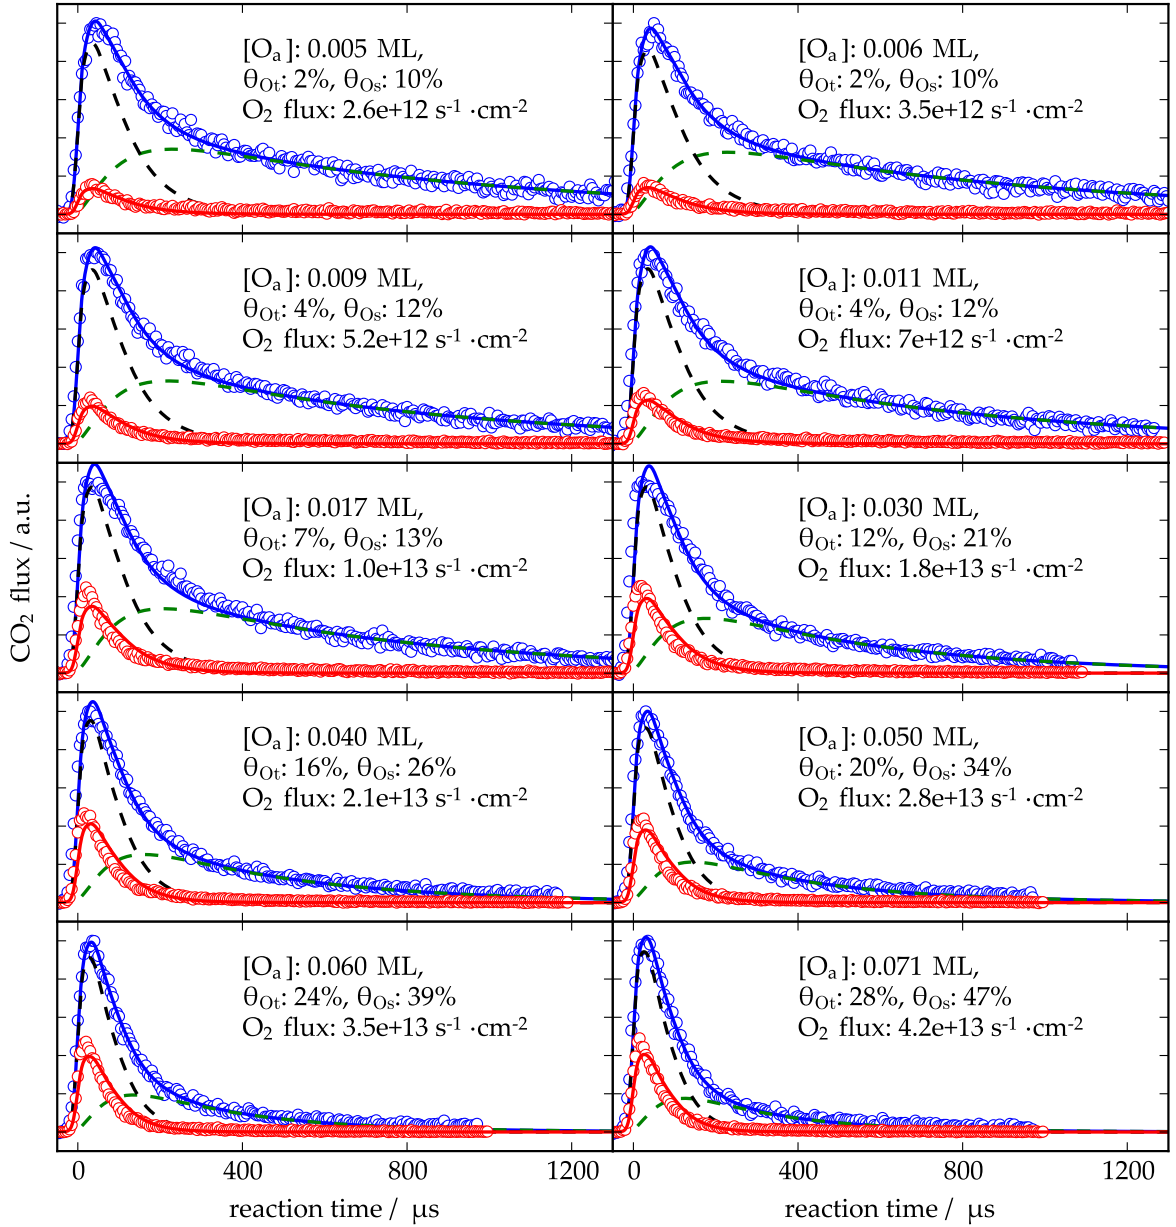 [Oa]: 0.005 ML,
θOt: 2%, θOs: 10%
O2 flux: 2.6e+12 s-1 ·cm-2
[Oa]: 0.006 ML,
θOt: 2%, θOs: 10%
O2 flux: 3.5e+12 s-1 ·cm-2
[Oa]: 0.009 ML,
θOt: 4%, θOs: 12%
O2 flux: 5.2e+12 s-1 ·cm-2
[Oa]: 0.011 ML,
θOt: 4%, θOs: 12%
O2 flux: 7e+12 s-1 ·cm-2
[Oa]: 0.017 ML,
θOt: 7%, θOs: 13%
O2 flux: 1.0e+13 s-1 ·cm-2
[Oa]: 0.030 ML,
θOt: 12%, θOs: 21%
O2 flux: 1.8e+13 s-1 ·cm-2
CO2 flux / a.u.
[Oa]: 0.040 ML,
θOt: 16%, θOs: 26%
O2 flux: 2.1e+13 s-1 ·cm-2
[Oa]: 0.050 ML,
θOt: 20%, θOs: 34%
O2 flux: 2.8e+13 s-1 ·cm-2
[Oa]: 0.060 ML,
θOt: 24%, θOs: 39%
O2 flux: 3.5e+13 s-1 ·cm-2
[Oa]: 0.071 ML,
θOt: 28%, θOs: 47%
O2 flux: 4.2e+13 s-1 ·cm-2
0 400 800 1200
0 400 800 1200
reaction time / μs
reaction time / μs